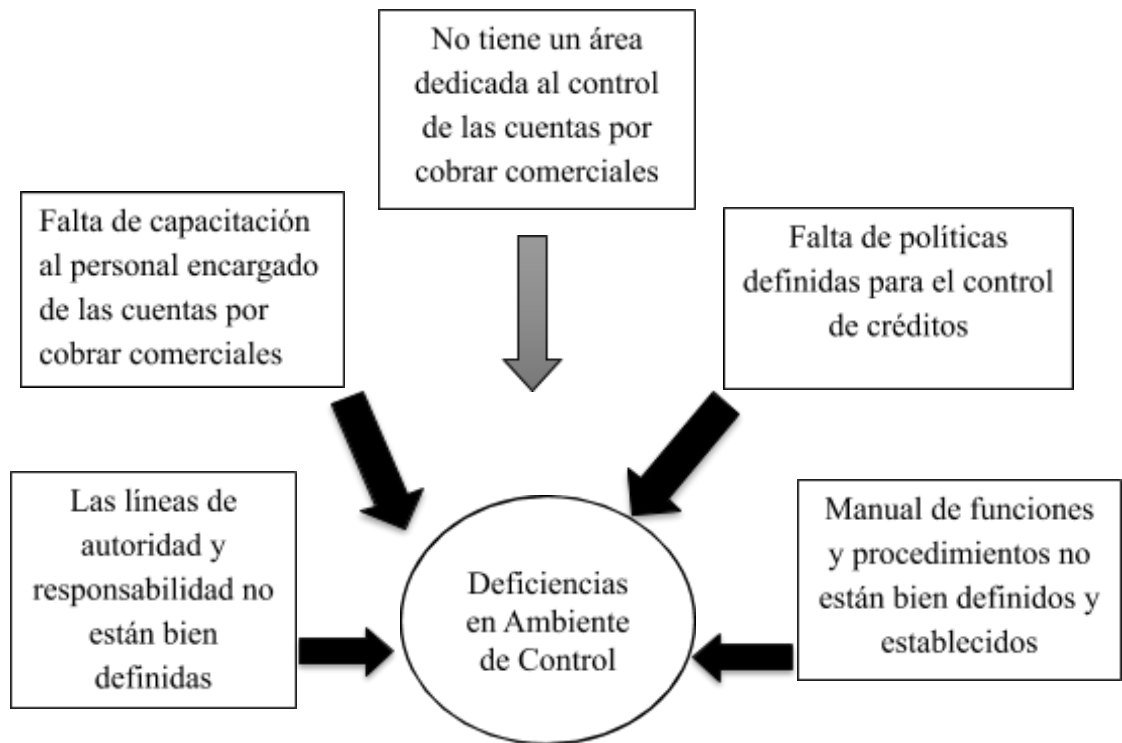 No tiene un área
dedicada al control
de las cuentas por
cobrar comerciales
Falta de capacitación
al personal encargado
de las cuentas por
cobrar comerciales
Falta de políticas
definidas para el control
de créditos
Las líneas de
autoridad y
responsabilidad no
están bien
definidas
Deficiencias
en Ambiente
de Control
Manual de funciones
y procedimientos no
están bien definidos y
establecidos